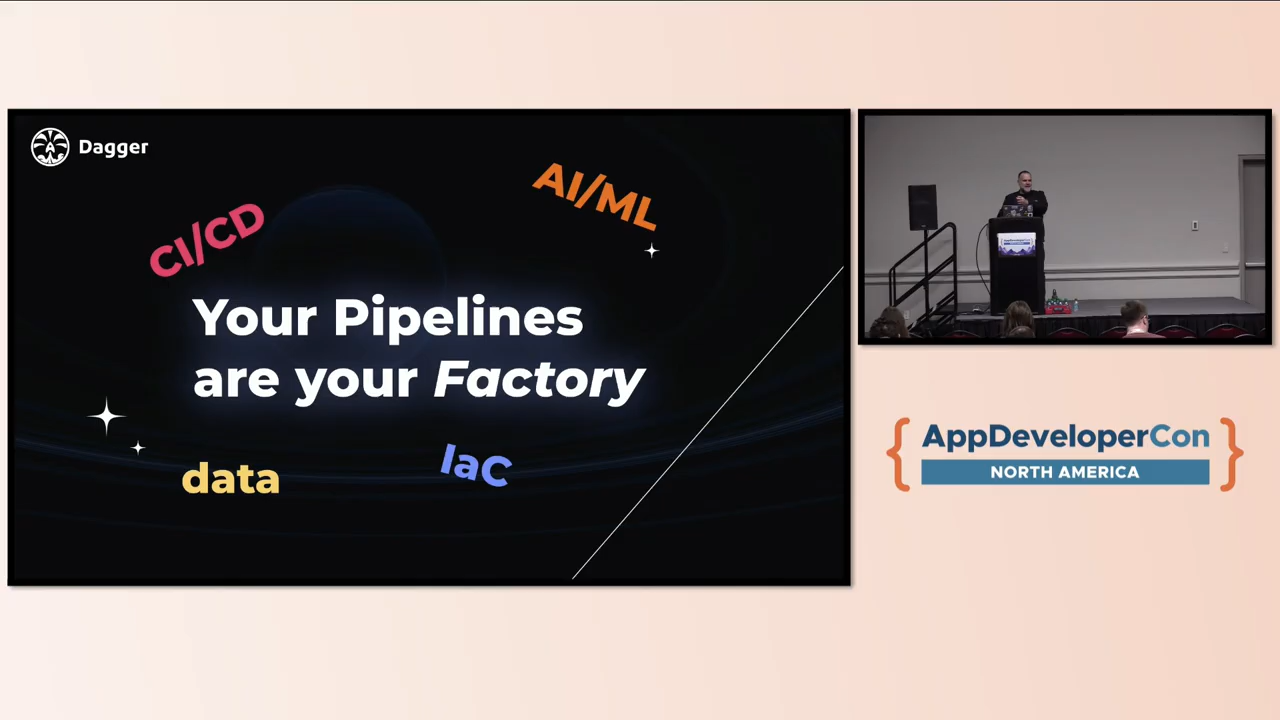 Dagger
CI/CD
AI/ML
Your Pipelines
are your Factory
data
IaC
AppDeveloperCon
NORTH AMERICA